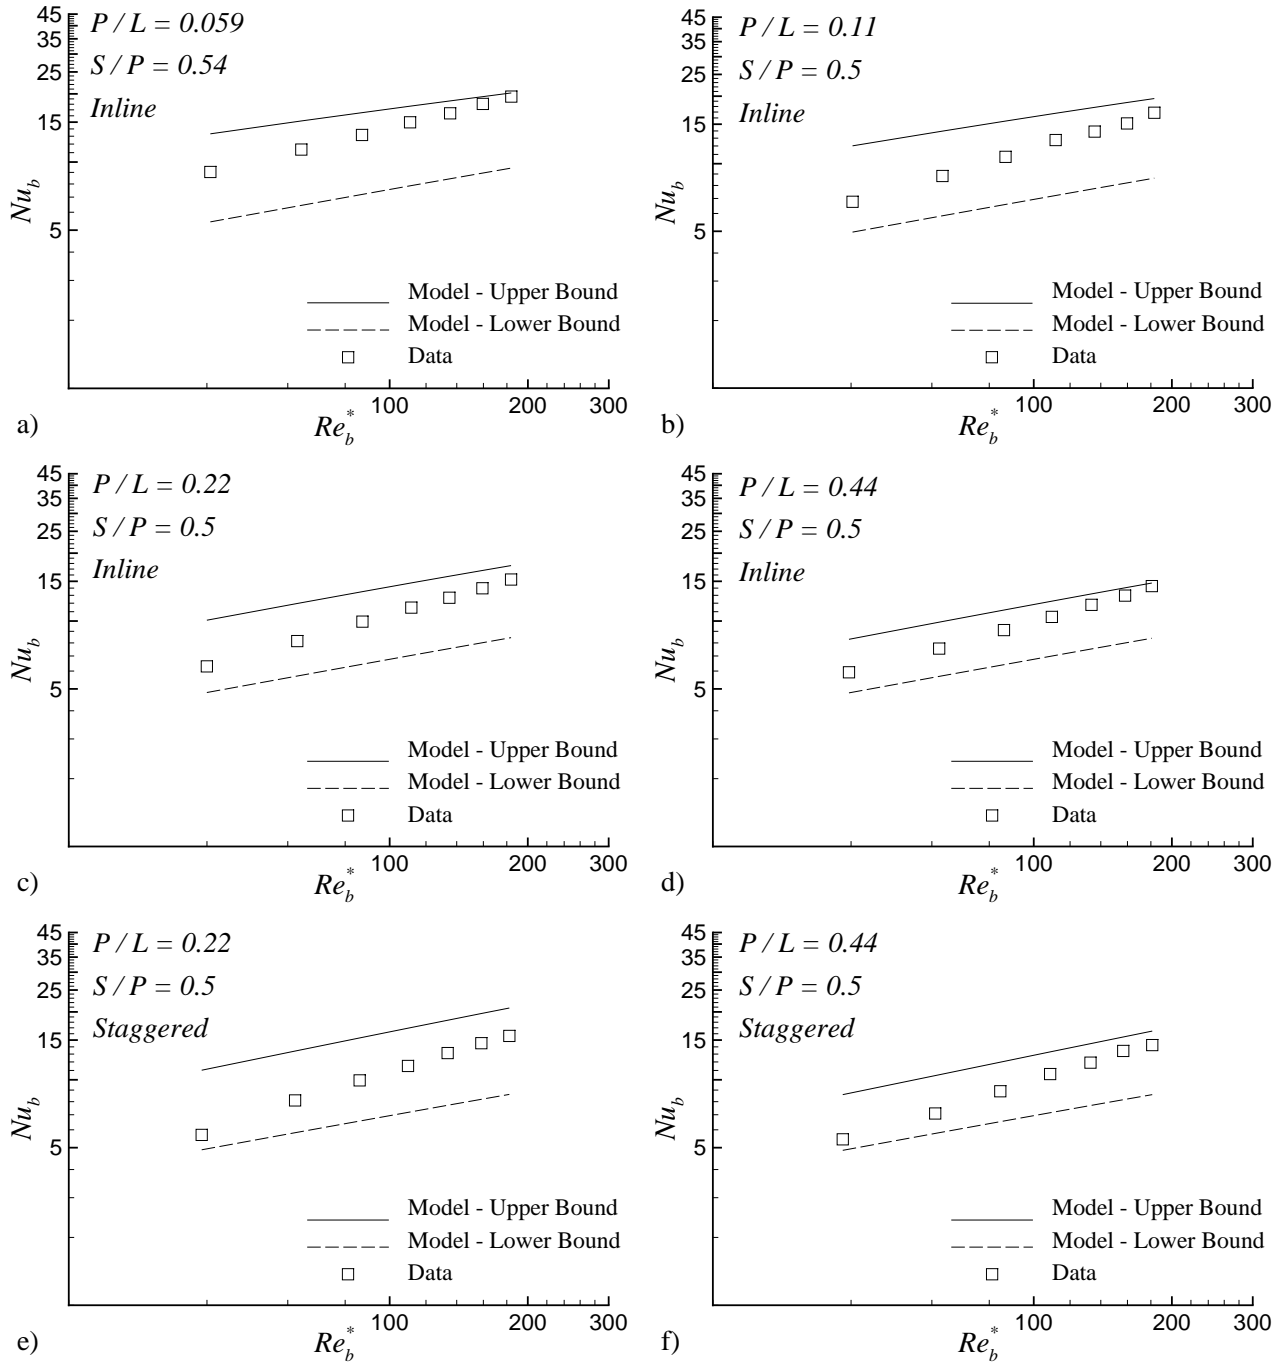 45
35
25
15
5
P / L = 0.059
S / P = 0.54
Inline
Nu_b
Model - Upper Bound
Model - Lower Bound
Data
100 200 300
Re_b^*
a)
45
35
25
15
5
P / L = 0.11
S / P = 0.5
Inline
Nu_b
Model - Upper Bound
Model - Lower Bound
Data
100 200 300
Re_b^*
b)
45
35
25
15
5
P / L = 0.22
S / P = 0.5
Inline
Nu_b
Model - Upper Bound
Model - Lower Bound
Data
100 200 300
Re_b^*
c)
45
35
25
15
5
P / L = 0.44
S / P = 0.5
Inline
Nu_b
Model - Upper Bound
Model - Lower Bound
Data
100 200 300
Re_b^*
d)
45
35
25
15
5
P / L = 0.22
S / P = 0.5
Staggered
Nu_b
Model - Upper Bound
Model - Lower Bound
Data
100 200 300
Re_b^*
e)
45
35
25
15
5
P / L = 0.44
S / P = 0.5
Staggered
Nu_b
Model - Upper Bound
Model - Lower Bound
Data
100 200 300
Re_b^*
f)